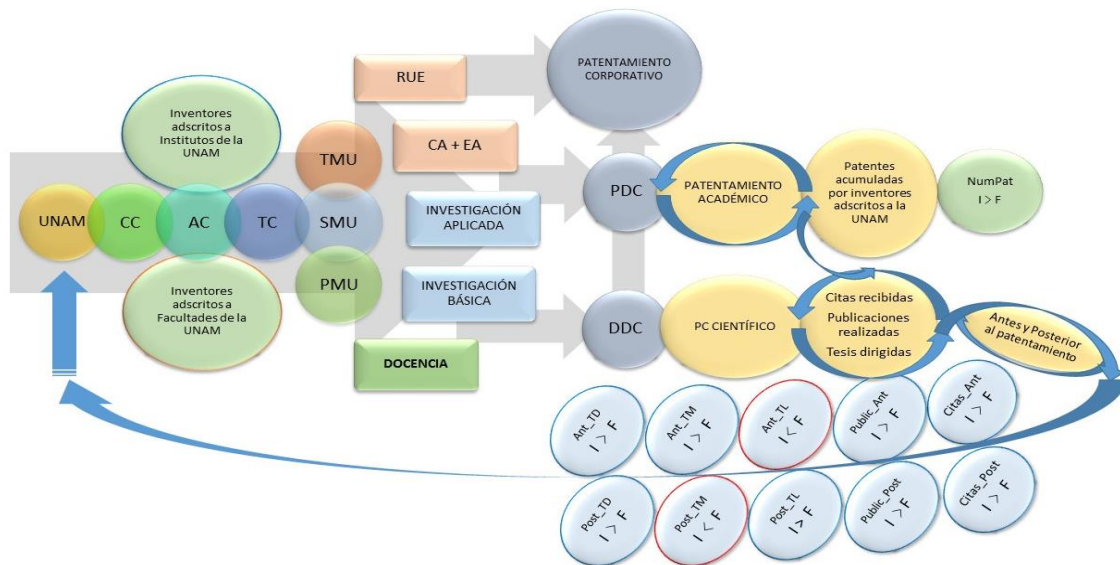 Inventores
adscritos a
Institutos de la
UNAM
UNAM
CC
AC
TC
TMU
SMU
PMU
Inventores
adscritos a
Facultades de la
UNAM
RUE
CA + EA
INVESTIGACIÓN
APLICADA
INVESTIGACIÓN
BÁSICA
DOCENCIA
PATENTAMIENTO
CORPORATIVO
PDC
PATENTAMIENTO
ACADÉMICO
Patentes
acumuladas
por inventores
adscritos a la
UNAM
NumPat
I > F
DDC
PC CIENTÍFICO
Citas recibidas
Publicaciones
realizadas
Tesis dirigidas
Antes y Posterior
al patentamiento
Ant_TD
I > F
Ant_TM
I > F
Ant_TL
I < F
Public_Ant
I > F
Citas_Ant
I > F
Post_TD
I > F
Post_TM
I < F
Post_TL
I > F
Public_Post
I > F
Citas_Post
I > F